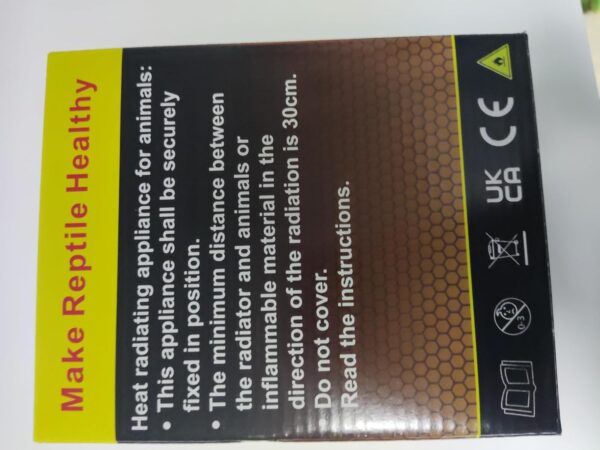 Make Reptile Healthy
Heat radiating appliance for animals:
• This appliance shall be securely
fixed in position.
• The minimum distance between
the radiator and animals or
inflammable material in the
direction of the radiation is 30cm.
Do not cover.
Read the instructions.
0-3
UK
CA
CE